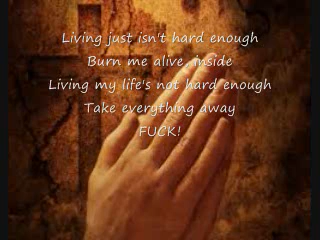 Living just isn't hard enough
Burn me alive, inside
Living my life's not hard enough
Take everything away
FUCK!